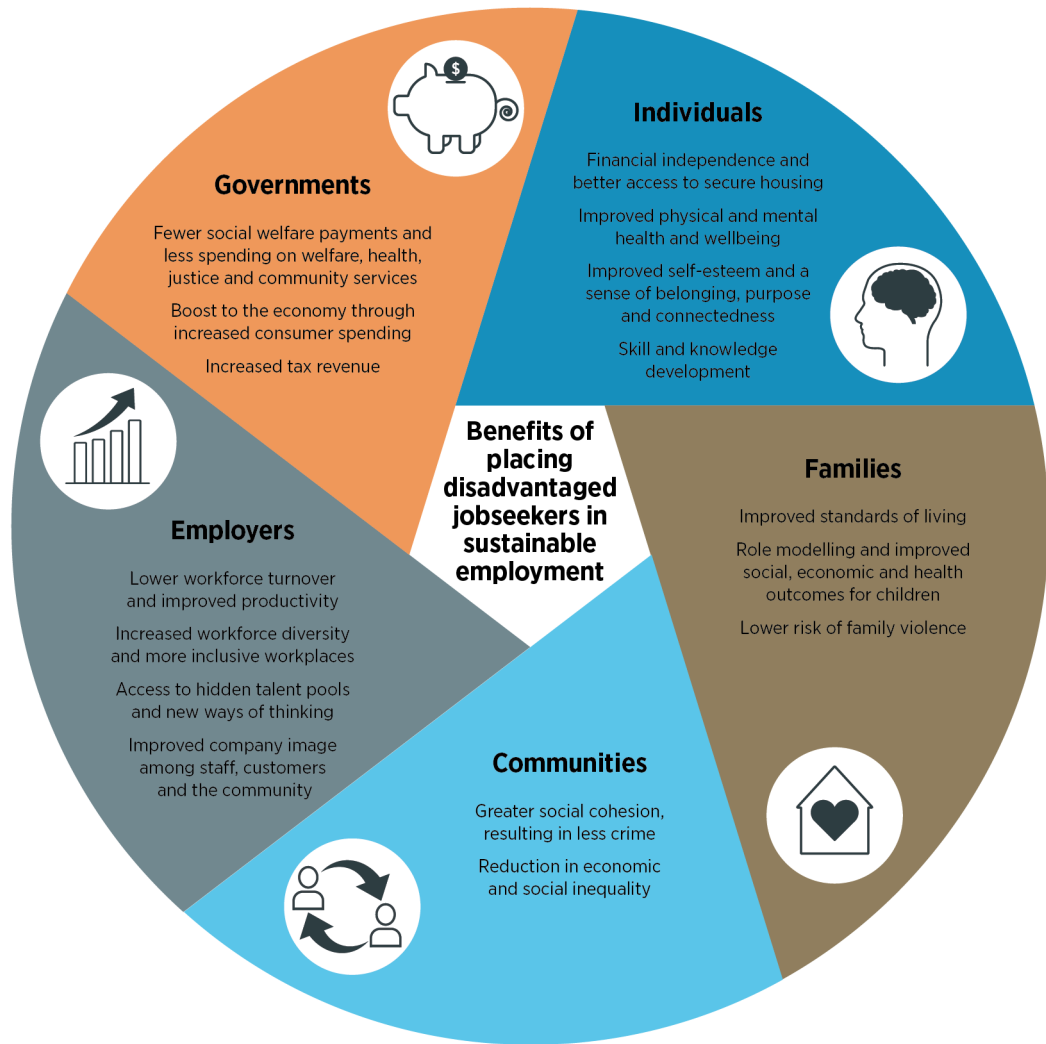 Benefits of
placing
disadvantaged
jobseekers in
sustainable
employment
Individuals
Financial independence and
better access to secure housing
Improved physical and mental
health and wellbeing
Improved self-esteem and a
sense of belonging, purpose
and connectedness
Skill and knowledge
development
Families
Improved standards of living
Role modelling and improved
social, economic and health
outcomes for children
Lower risk of family violence
Communities
Greater social cohesion,
resulting in less crime
Reduction in economic
and social inequality
Employers
Lower workforce turnover
and improved productivity
Increased workforce diversity
and more inclusive workplaces
Access to hidden talent pools
and new ways of thinking
Improved company image
among staff, customers
and the community
Governments
Fewer social welfare payments and
less spending on welfare, health,
justice and community services
Boost to the economy through
increased consumer spending
Increased tax revenue
$